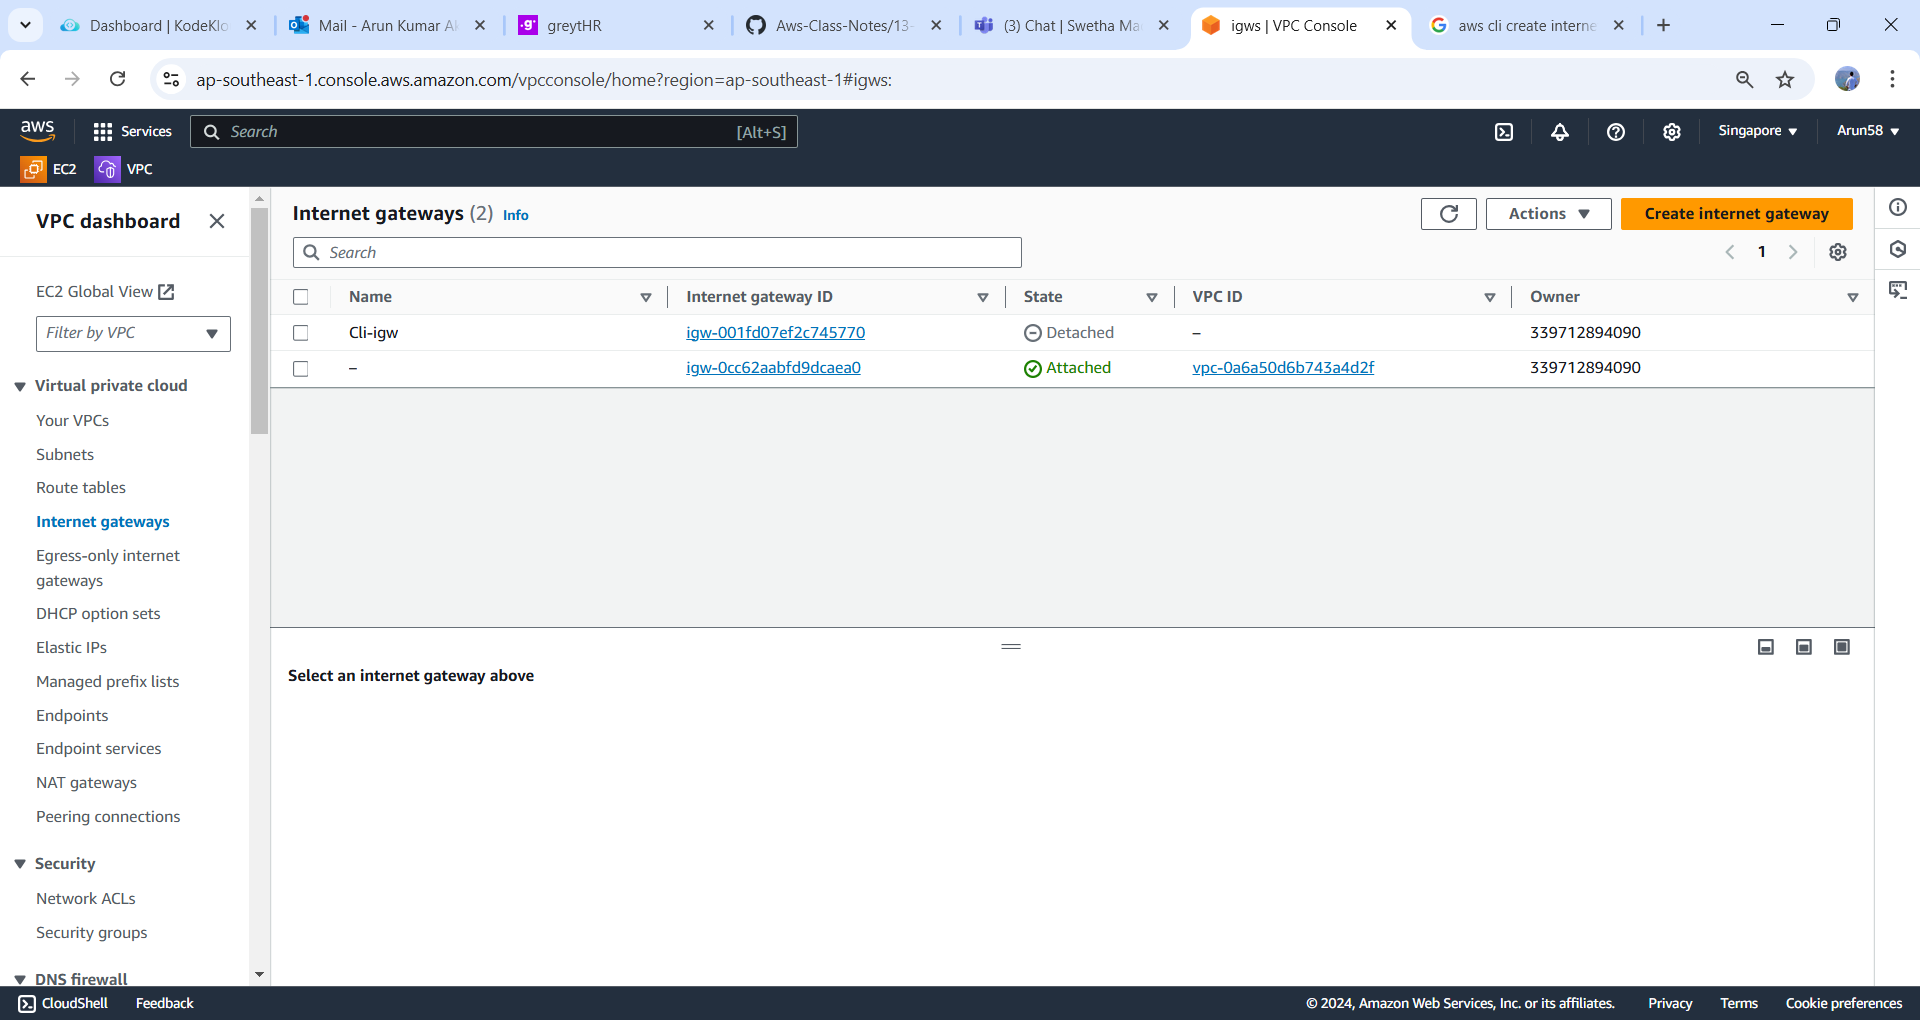 Dashboard | KodeKlo
Mail - Arun Kumar Ak
greytHR
Aws-Class-Notes/13-
(3) Chat | Swetha Ma
igws | VPC Console
aws cli create interne
ap-southeast-1.console.aws.amazon.com/vpcconsole/home?region=ap-southeast-1#igws:
aws
Services
Search
[Alt+S]
Singapore
Arun58
EC2
VPC
VPC dashboard
EC2 Global View
Filter by VPC
Virtual private cloud
Your VPCs
Subnets
Route tables
Internet gateways
Egress-only internet
gateways
DHCP option sets
Elastic IPs
Managed prefix lists
Endpoints
Endpoint services
NAT gateways
Peering connections
Security
Network ACLs
Security groups
DNS firewall
Internet gateways (2) Info
Actions
Create internet gateway
Search
1
Name Internet gateway ID State VPC ID Owner
Cli-igw igw-001fd07ef2c745770 Detached – 339712894090
– igw-0cc62aabfd9dcaea0 Attached vpc-0a6a50d6b743a4d2f 339712894090
Select an internet gateway above
CloudShell Feedback
© 2024, Amazon Web Services, Inc. or its affiliates. Privacy Terms Cookie preferences